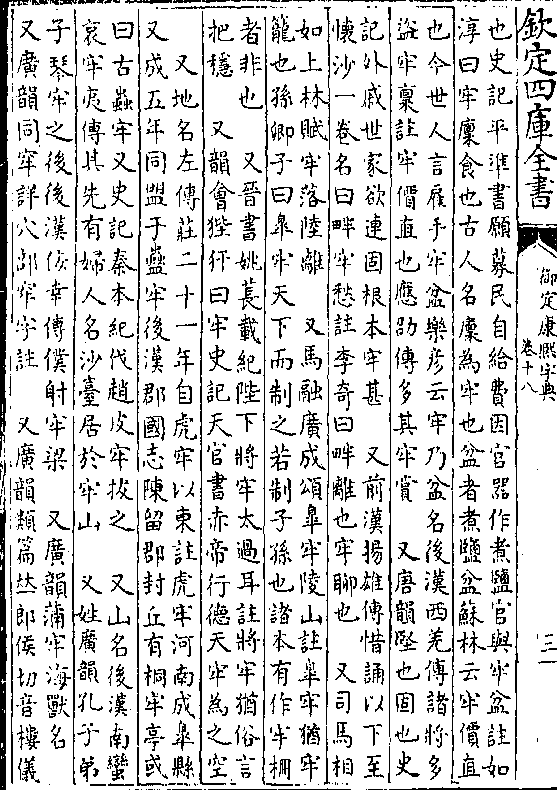 欽定四庫全書
御定康熙字典
卷十八
三
也史記平準書願募民自給費因官器作煮鹽官與牢盆註如
淳曰牢廩食也古人名廩為牢也盆者煮鹽盆蘇林云牢價直
也今世人言雇手牢盆樂彦云牢乃盆名後漢西羌傳諸將多
盜牢稟註牢價直也應劭傳多其牢賞　又唐韻堅也固也史
記外戚世家欲連固根本牢甚　又前漢揚雄傳惜誦以下至
懷沙一卷名曰畔牢愁註李奇曰畔離也牢聊也　又司馬相
如上林賦牢落陸離　又馬融廣成頌皐牢陵山註皐牢猶牢
籠也孫卿子曰皐牢天下而制之若制子孫也諸本有作牢柵
者非也　又晉書姚萇載紀陛下將牢太過耳註將牢猶俗言
把穩　又韻會狴犴曰牢史記天官書赤帝行德天牢為之空
又地名左傳莊二十一年自虎牢以東註虎牢河南成皐縣
又成五年同盟于蟲牢後漢郡國志陳留郡封丘有桐牢亭或
曰古蟲牢又史記秦本紀伐趙皮牢拔之　又山名後漢南蠻
哀牢夷傳其先有婦人名沙臺居於牢山　又姓廣韻孔子弟
子琴牢之後後漢佞幸傳僕射牢梁　又廣韻蒲牢海獸名
又廣韻同窂詳穴部窂字註　又廣韻類篇𠀤郎侯切音樓儀